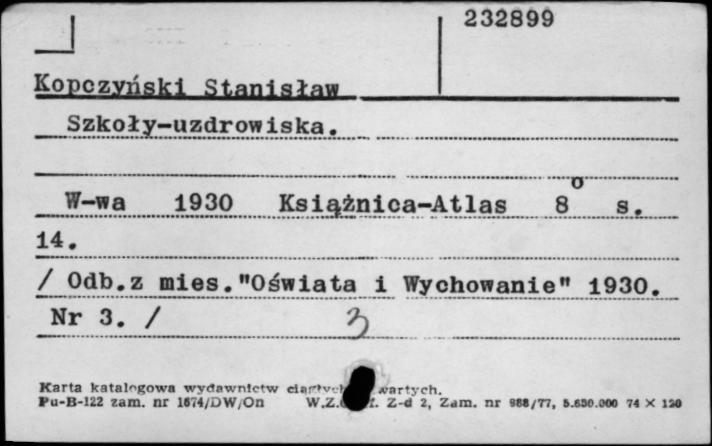 232899
Kopczyński Stanisław
Szkoły-uzdrowiska.
W-wa 1930 Książnica-Atlas 8° s.
14.
/ Odb.z mies."Oświata i Wychowanie" 1930.
Nr 3. / 3
Karta katalogowa wydawnictw
Pu-B-122 zam. nr 1674/DW/On Z-d 2, Zam. nr 988/77, 5.650.000 74 × 120